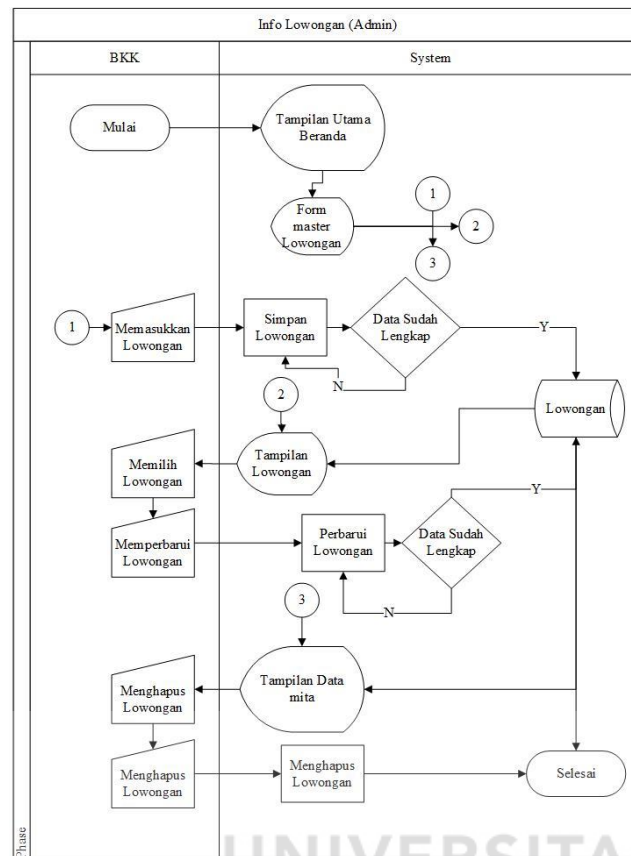 Info Lowongan (Admin)
BKK
System
Mulai
Tampilan Utama
Beranda
Form
master
Lowongan
1
2
3
1
Memasukkan
Lowongan
Simpan
Lowongan
Data Sudah
Lengkap
Y
N
2
Lowongan
Memilih
Lowongan
Tampilan
Lowongan
Y
Memperbarui
Lowongan
Perbarui
Lowongan
Data Sudah
Lengkap
N
3
Menghapus
Lowongan
Tampilan Data
mita
Menghapus
Lowongan
Menghapus
Lowongan
Selesai
Phase
UNIVERSITA